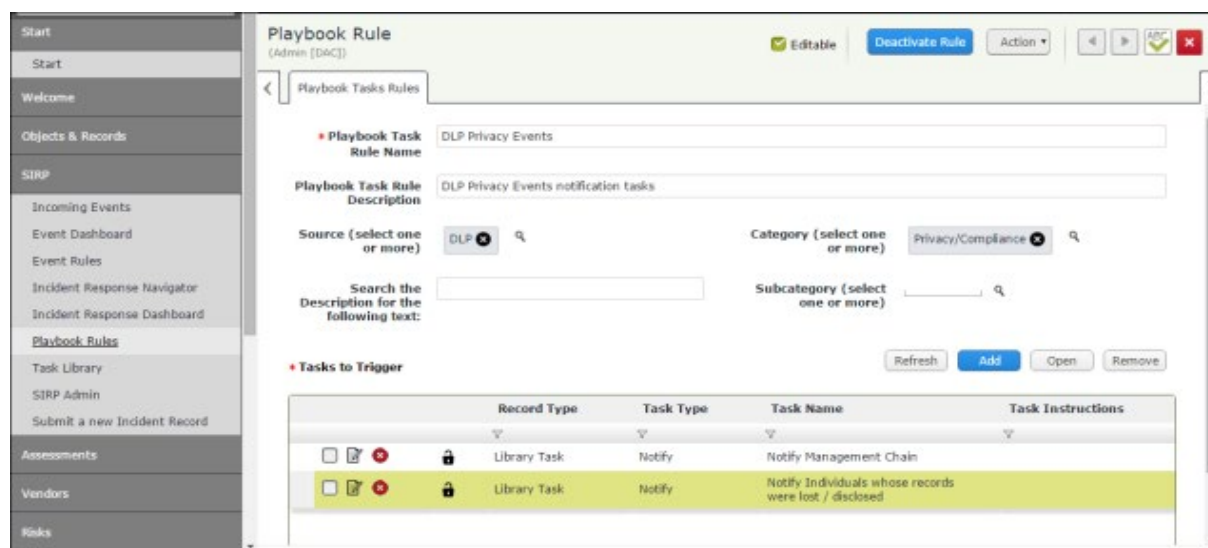 Start
Start
Welcome
Objects & Records
SIRP
Incoming Events
Event Dashboard
Event Rules
Incident Response Navigator
Incident Response Dashboard
Playbook Rules
Task Library
SIRP Admin
Submit a new Incident Record
Assessments
Vendors
Risks
Playbook Rule
(Admin [DAC])
Editable
Deactivate Rule
Action
ABC
Playbook Tasks Rules
* Playbook Task
Rule Name
DLP Privacy Events
Playbook Task Rule
Description
DLP Privacy Events notification tasks
Source (select one
or more)
DLP
Category (select one
or more)
Privacy/Compliance
Search the
Description for the
following text:
Subcategory (select
one or more)
* Tasks to Trigger
Refresh
Add
Open
Remove
Record Type Task Type Task Name Task Instructions
Library Task Notify Notify Management Chain
Library Task Notify Notify Individuals whose records
were lost / disclosed